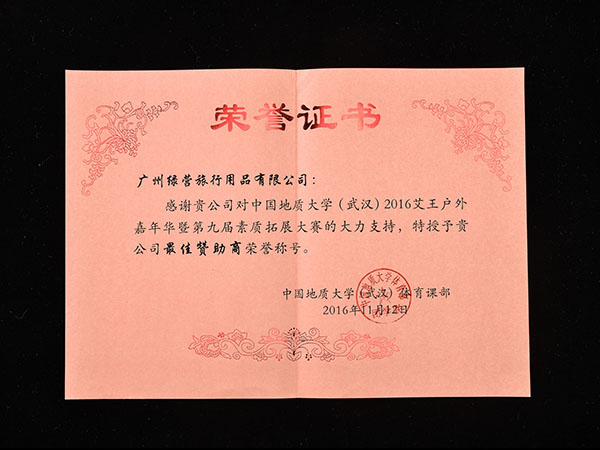 荣誉证书
广州绿营旅行用品有限公司：
感谢贵公司对中国地质大学（武汉）2016艾王户外
嘉年华暨第九届素质拓展大赛的大力支持，特授予贵
公司最佳赞助商荣誉称号。
中国地质大学（武汉）体育课部
2016年11月12日